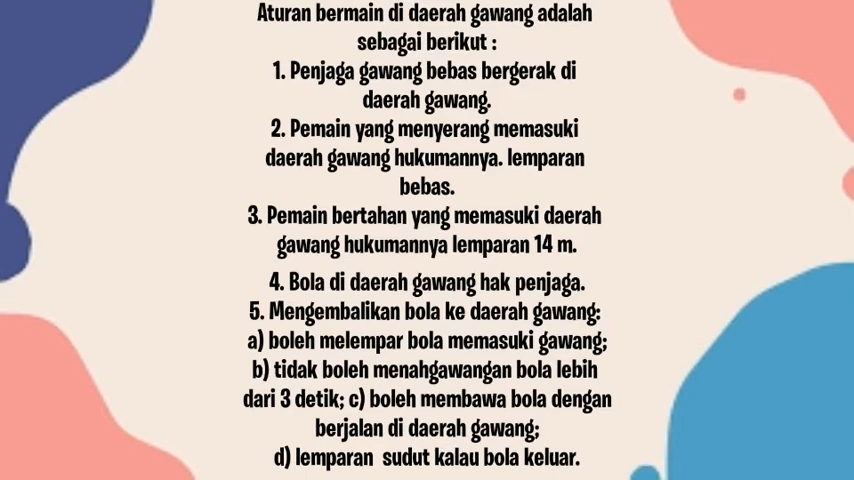 Aturan bermain di daerah gawang adalah
sebagai berikut :
1. Penjaga gawang bebas bergerak di
daerah gawang.
2. Pemain yang menyerang memasuki
daerah gawang hukumannya. lemparan
bebas.
3. Pemain bertahan yang memasuki daerah
gawang hukumannya lemparan 14 m.
4. Bola di daerah gawang hak penjaga.
5. Mengembalikan bola ke daerah gawang:
a) boleh melempar bola memasuki gawang;
b) tidak boleh menahgawangan bola lebih
dari 3 detik; c) boleh membawa bola dengan
berjalan di daerah gawang;
d) lemparan sudut kalau bola keluar.